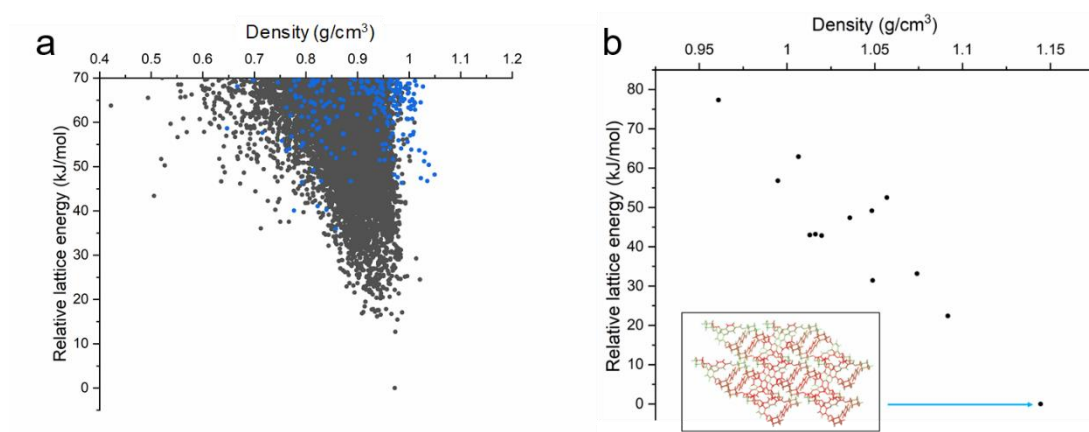 a
Density (g/cm³)
0.4 0.5 0.6 0.7 0.8 0.9 1 1.1 1.2
Relative lattice energy (kJ/mol)
70
60
50
40
30
20
10
0
b
Density (g/cm³)
0.95 1 1.05 1.1 1.15
Relative lattice energy (kJ/mol)
80
70
60
50
40
30
20
10
0